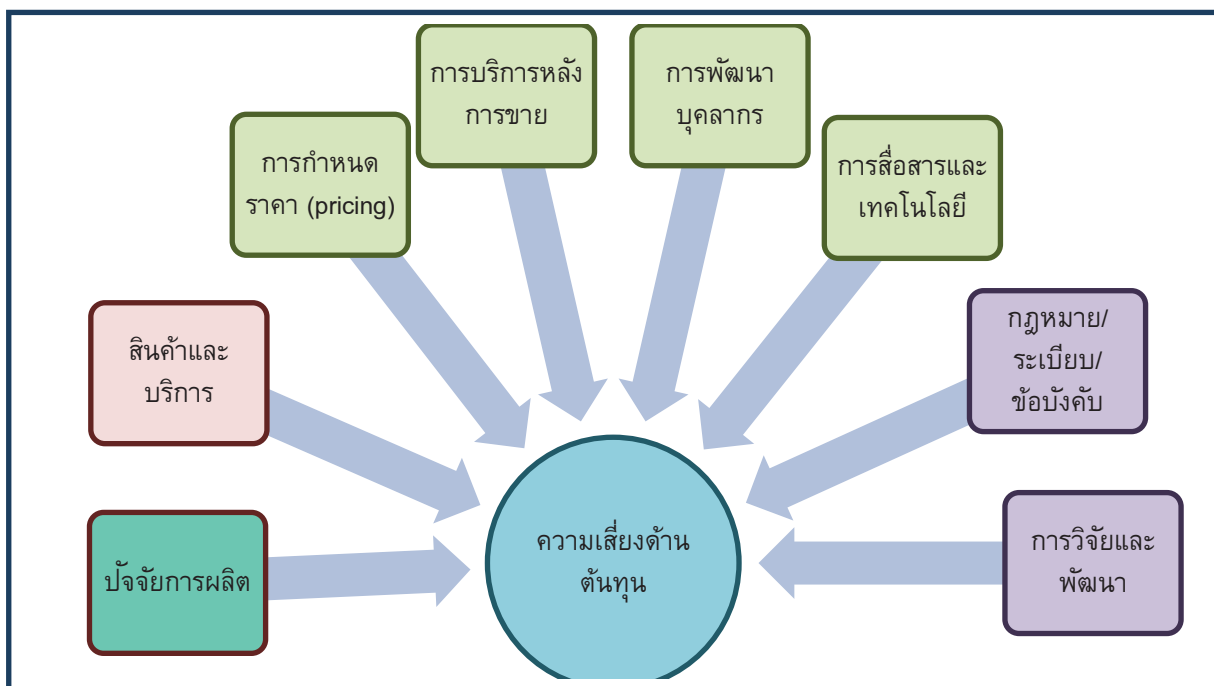 การบริการหลัง
การขาย
การพัฒนา
บุคลากร
การกำหนด
ราคา (pricing)
การสื่อสารและ
เทคโนโลยี
สินค้าและ
บริการ
กฎหมาย/
ระเบียบ/
ข้อบังคับ
ปัจจัยการผลิต
ความเสี่ยงด้าน
ต้นทุน
การวิจัยและ
พัฒนา